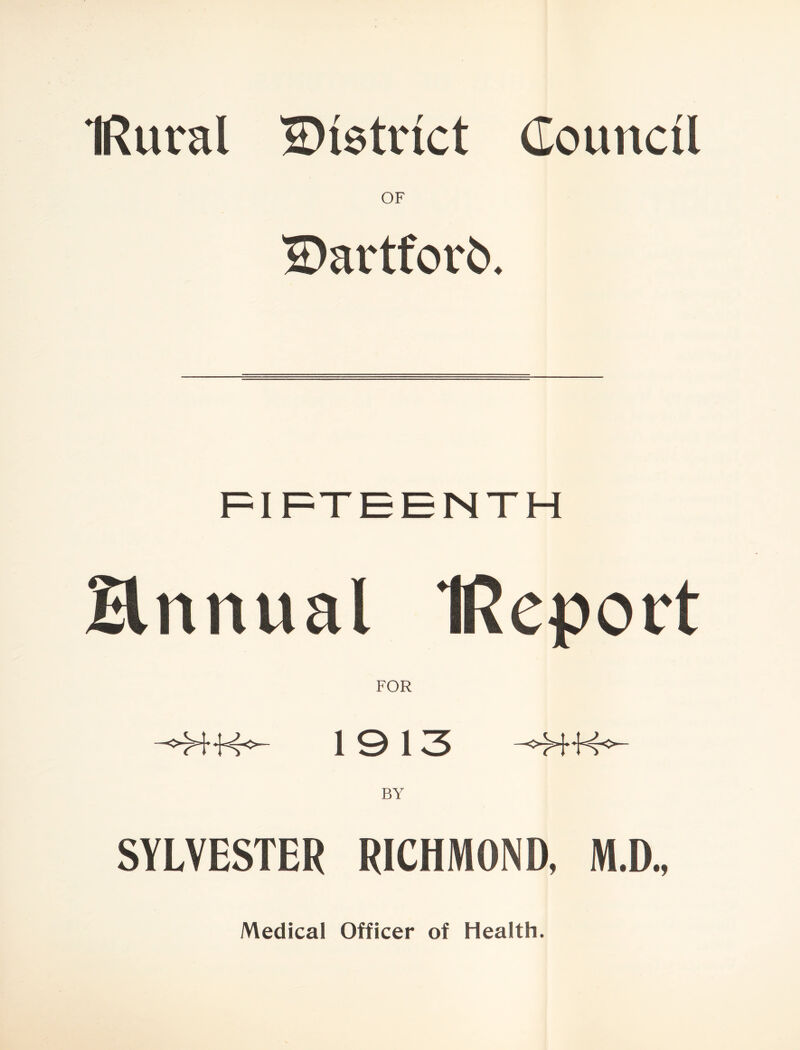 Rural District Council
OF
Dartford.
FIFTEENTH
Annual Report
FOR
1913
BY
SYLVESTER RICHMOND, M.D.,
Medical Officer of Health.